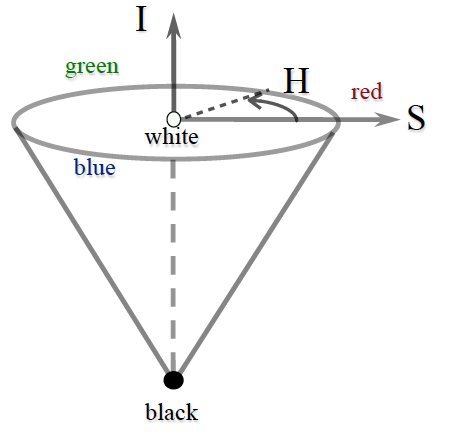 I
green
H
red
S
white
blue
black